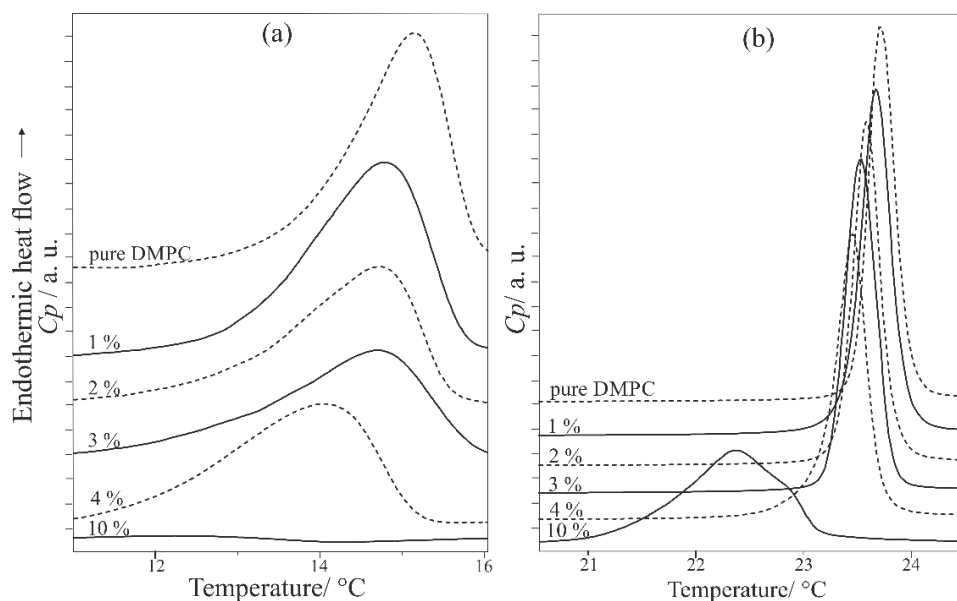 (a)
(b)
Endothermic heat flow →
Cp/ a. u.
pure DMPC
1 %
2%
3 %
4 %
10 %
12
14
16
Temperature/ °C
Cp/ a. u.
pure DMPC
1 %
2 %
3 %
4 %
10%
21
22
23
24
Temperature/ °C